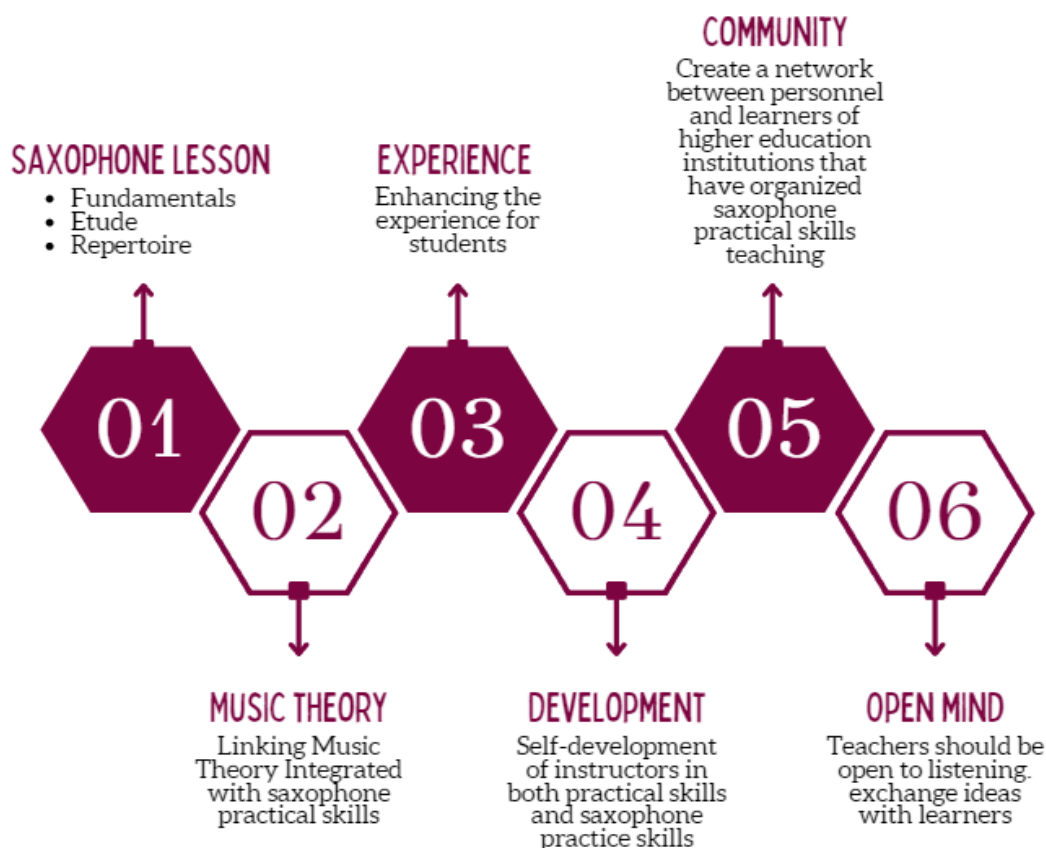 SAXOPHONE LESSON
• Fundamentals
• Etude
• Repertoire
01
MUSIC THEORY
Linking Music
Theory Integrated
with saxophone
practical skills
02
EXPERIENCE
Enhancing the
experience for
students
03
DEVELOPMENT
Self-development
of instructors in
both practical skills
and saxophone
practice skills
04
COMMUNITY
Create a network
between personnel
and learners of
higher education
institutions that
have organized
saxophone
practical skills
teaching
05
OPEN MIND
Teachers should be
open to listening.
exchange ideas
with learners
06